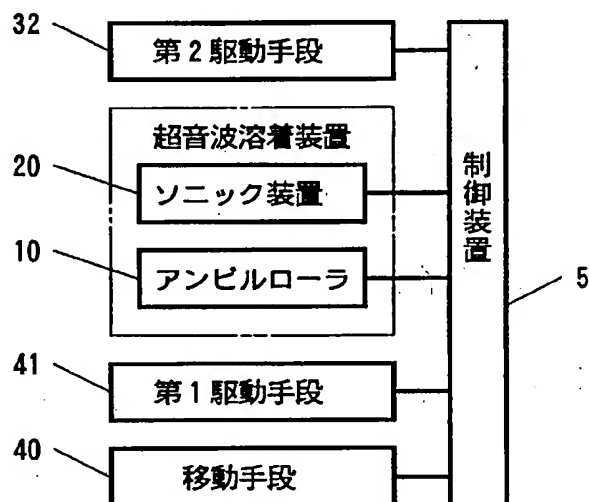 32
第2駆動手段
超音波溶着装置
20
ソニック装置
10
アンビルローラ
制御装置
5
41
第1駆動手段
40
移動手段